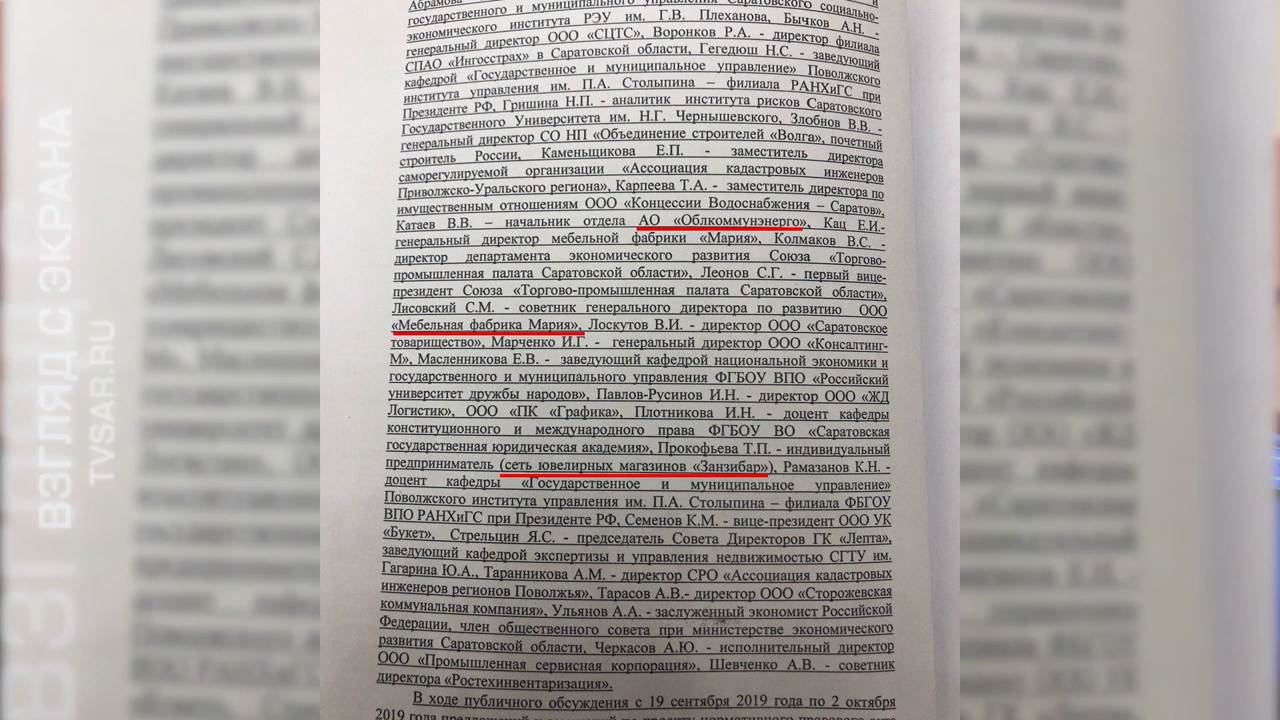 Абрамова
и
государственного и муниципального управления Саратовского социально-
экономического института РЭУ им. Г.В. Плеханова, Бычков А.Н. -
генеральный директор ООО «СЦТС», Воронков Р.А. - директор филиала
СПАО «Ингосстрах» в Саратовской области, Гегедюш Н.С. - заведующий
кафедрой «Государственное и муниципальное управление» Поволжского
института управления им. П.А. Столыпина – филиала РАНХиГС при
Президенте РФ, Гришина Н.П. - аналитик института рисков Саратовского
Государственного Университета им. Н.Г. Чернышевского, Злобнов В.В. -
генеральный директор СО НП «Объединение строителей «Волга», почетный
строитель России, Каменьщикова Е.П. - заместитель директора
саморегулируемой организации «Ассоциация кадастровых инженеров
Приволжско-Уральского региона», Карпеева Т.А. - заместитель директора по
имущественным отношениям ООО «Концессии Водоснабжения – Саратов»,
Катаев В.В. – начальник отдела АО «Облкоммунэнерго», Кац Е.И.-
генеральный директор мебельной фабрики «Мария», Колмаков В.С. -
директор департамента экономического развития Союза «Торгово-
промышленная палата Саратовской области», Леонов С.Г. - первый вице-
президент Союза «Торгово-промышленная палата Саратовской области»,
Лисовский С.М. - советник генерального директора по развитию ООО
«Мебельная фабрика Мария», Лоскутов В.И. - директор ООО «Саратовское
товарищество», Марченко И.Г. - генеральный директор ООО «Консалтинг-
М», Масленникова Е.В. - заведующий кафедрой национальной экономики и
государственного и муниципального управления ФГБОУ ВПО «Российский
университет дружбы народов», Павлов-Русинов И.Н. - директор ООО «ЖД
Логистик», ООО «ПК «Графика», Плотникова И.Н. - доцент кафедры
конституционного и международного права ФГБОУ ВО «Саратовская
государственная юридическая академия», Прокофьева Т.П. - индивидуальный
предприниматель (сеть ювелирных магазинов «Занзибар»), Рамазанов К.Н. -
доцент кафедры «Государственное и муниципальное управление»
Поволжского института управления им. П.А. Столыпина – филиала ФБГОУ
ВПО РАНХиГС при Президенте РФ, Семенов К.М. - вице-президент ООО УК
«Букет», Стрельцин Я.С. - председатель Совета Директоров ГК «Лепта»,
заведующий кафедрой экспертизы и управления недвижимостью СГТУ им.
Гагарина Ю.А., Таранникова А.М. - директор СРО «Ассоциация кадастровых
инженеров регионов Поволжья», Тарасов А.В.- директор ООО «Сторожевская
коммунальная компания», Ульянов А.А. - заслуженный экономист Российской
Федерации, член общественного совета при министерстве экономического
развития Саратовской области, Черкасов А.Ю. - исполнительный директор
ООО «Промышленная сервисная корпорация», Шевченко А.В. - советник
директора «Ростехинвентаризация».
В ходе публичного обсуждения с 19 сентября 2019 года по 2 октября
2019 года
ВЗГЛЯД С ЭКРАНА
TVSAR.RU